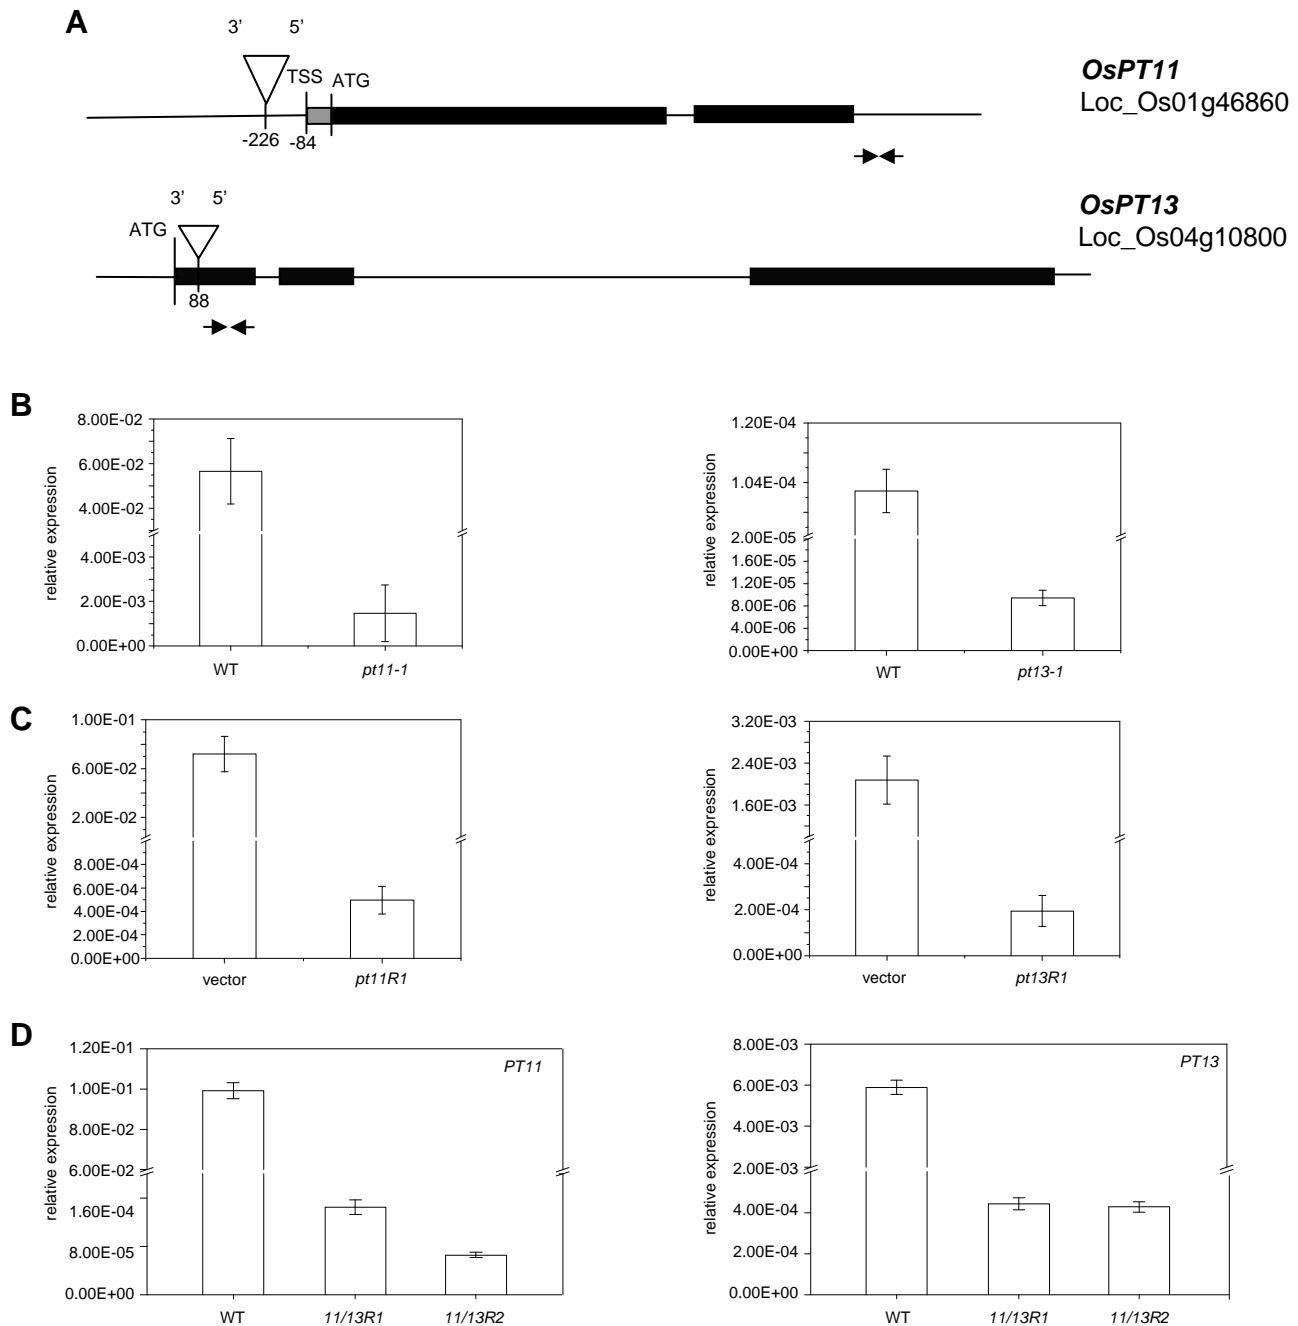 A
3’ 5’
TSS ATG
-226 -84
OsPT11
Loc_Os01g46860
3’ 5’
ATG
88
OsPT13
Loc_Os04g10800
B
relative expression
8.00E-02
6.00E-02
4.00E-02
4.00E-03
2.00E-03
0.00E+00
WT pt11-1
relative expression
1.20E-04
1.04E-04
2.00E-05
1.60E-05
1.20E-05
8.00E-06
4.00E-06
0.00E+00
WT pt13-1
C
relative expression
1.00E-01
6.00E-02
2.00E-02
8.00E-04
6.00E-04
4.00E-04
2.00E-04
0.00E+00
vector pt11R1
relative expression
3.20E-03
2.40E-03
1.60E-03
4.00E-04
2.00E-04
0.00E+00
vector pt13R1
D
relative expression
1.20E-01
1.00E-01
8.00E-02
6.00E-02
1.60E-04
8.00E-05
0.00E+00
PT11
WT 11/13R1 11/13R2
relative expression
8.00E-03
6.00E-03
4.00E-03
2.00E-03
4.00E-04
2.00E-04
0.00E+00
PT13
WT 11/13R1 11/13R2